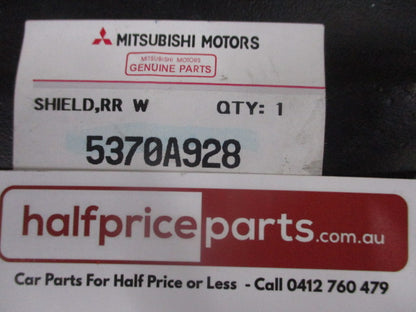 MITSUBISHI MOTORS
MITSUBISHI MOTORS
GENUINE PARTS
SHIELD,RR W QTY: 1
5370A928
halfpriceparts.com.au
Car Parts For Half Price or Less - Call 0412 760 479